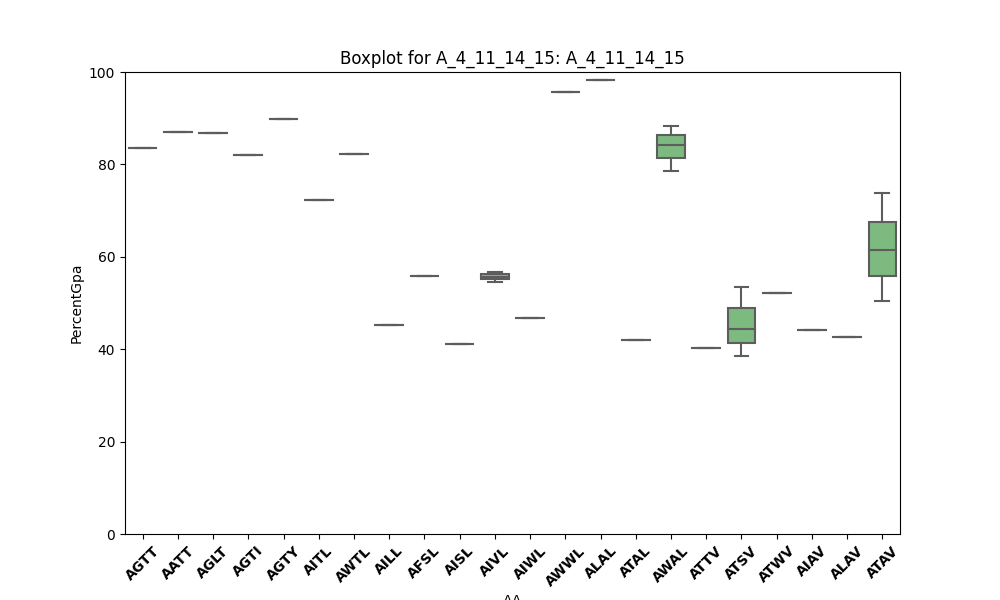 Boxplot for A_4_11_14_15: A_4_11_14_15
100
80
60
40
20
0
PercentGpa
AGTT AATT AGLT AGTI AGTY AITL AWTL AILL AFSL AISL AIVL AIWL AWWL ALAL ATAL AWAL ATTV ATSV ATWV AIAV ALAV ATAV
AA